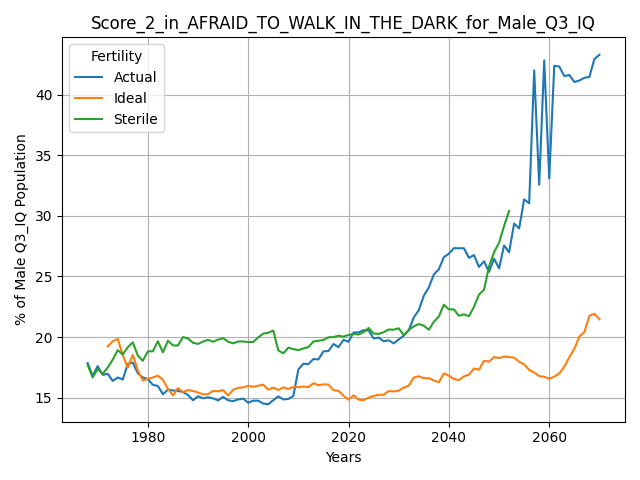 Score_2_in_AFRAID_TO_WALK_IN_THE_DARK_for_Male_Q3_IQ
Fertility
Actual
Ideal
Sterile
% of Male Q3_IQ Population
40
35
30
25
20
15
1980
2000
2020
2040
2060
Years